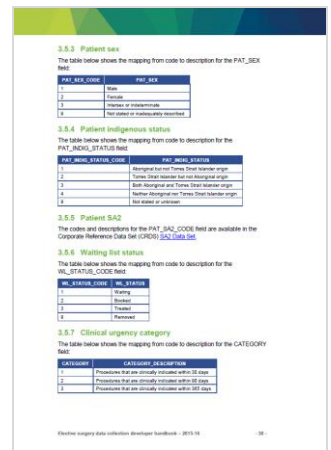 3.5.3 Patient sex
The table below shows the mapping from code to description for the PAT_SEX
field:
PAT_SEX_CODE PAT_SEX
1 Male
2 Female
3 Intersex or indeterminate
9 Not stated or inadequately described
3.5.4 Patient indigenous status
The table below shows the mapping from code to description for the
PAT_INDIG_STATUS field:
PAT_INDIG_STATUS_CODE PAT_INDIG_STATUS
1 Aboriginal but not Torres Strait Islander origin
2 Torres Strait Islander but not Aboriginal origin
3 Both Aboriginal and Torres Strait Islander origin
4 Neither Aboriginal nor Torres Strait Islander origin
9 Not stated or unknown
3.5.5 Patient SA2
The codes and descriptions for the PAT_SA2_CODE field are available in the
Corporate Reference Data Set (CRDS) SA2 Data Set.
3.5.6 Waiting list status
The table below shows the mapping from code to description for the
WL_STATUS_CODE field:
WL_STATUS_CODE WL_STATUS
1 Waiting
2 Booked
3 Treated
Removed
3.5.7 Clinical urgency category
The table below shows the mapping from code to description for the CATEGORY
field:
CATEGORY CATEGORY_DESCRIPTION
1 Procedures that are clinically indicated within 30 days
2 Procedures that are clinically indicated within 90 days
3 Procedures that are clinically indicated within 365 days
Elective surgery data collection developer handbook – 2015-16